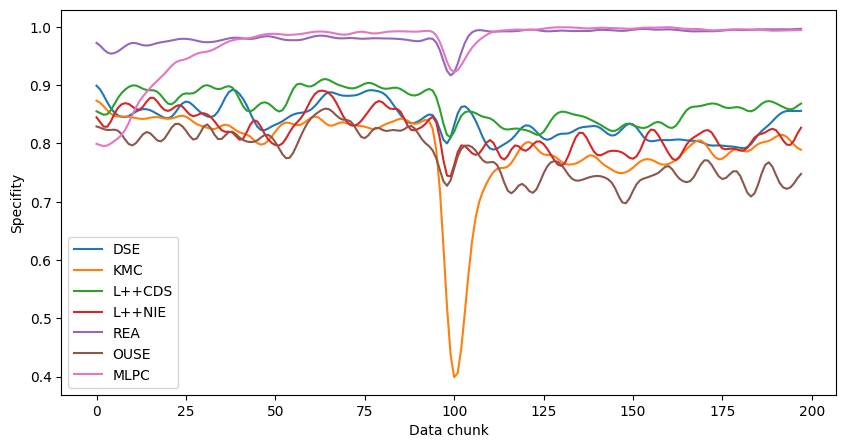 1.0
0.9
0.8
0.7
0.6
0.5
0.4
Specifity
DSE
KMC
L++CDS
L++NIE
REA
OUSE
MLPC
0 25 50 75 100 125 150 175 200
Data chunk